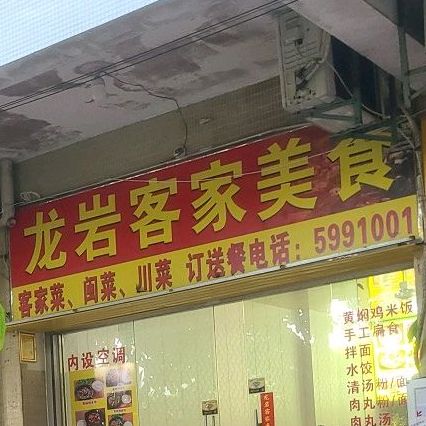 龙岩客家美食
客家菜、闽菜、川菜 订送餐电话：5991001
内设空调
黄焖鸡米饭
手工扁食
拌面
水饺
清汤粉/面
肉丸粉/面
肉丸汤